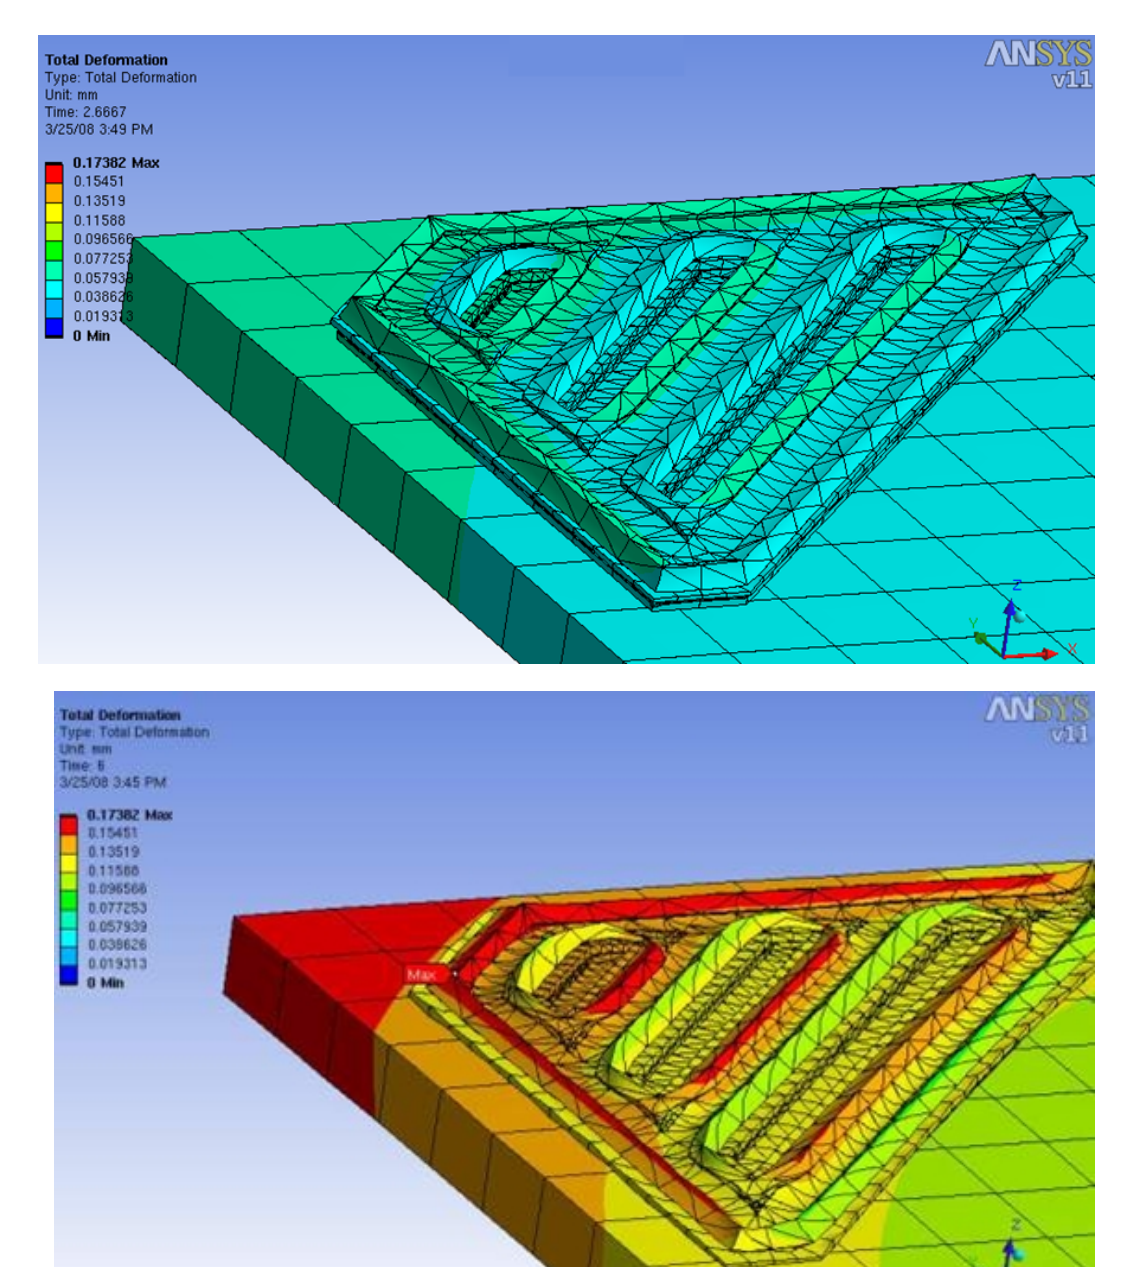 Total Deformation
Type: Total Deformation
Unit: mm
Time: 2.6667
3/25/08 3:49 PM
0.17382 Max
0.15451
0.13519
0.11588
0.096566
0.077253
0.057939
0.038626
0.019313
0 Min
ANSYS
v11
Z
Y
X
Total Deformation
Type: Total Deformation
Unit: mm
Time: 6
3/25/08 3:45 PM
0.17382 Max
0.15451
0.13519
0.11588
0.096566
0.077253
0.057939
0.038626
0.019313
0 Min
ANSYS
v11
Max
Z